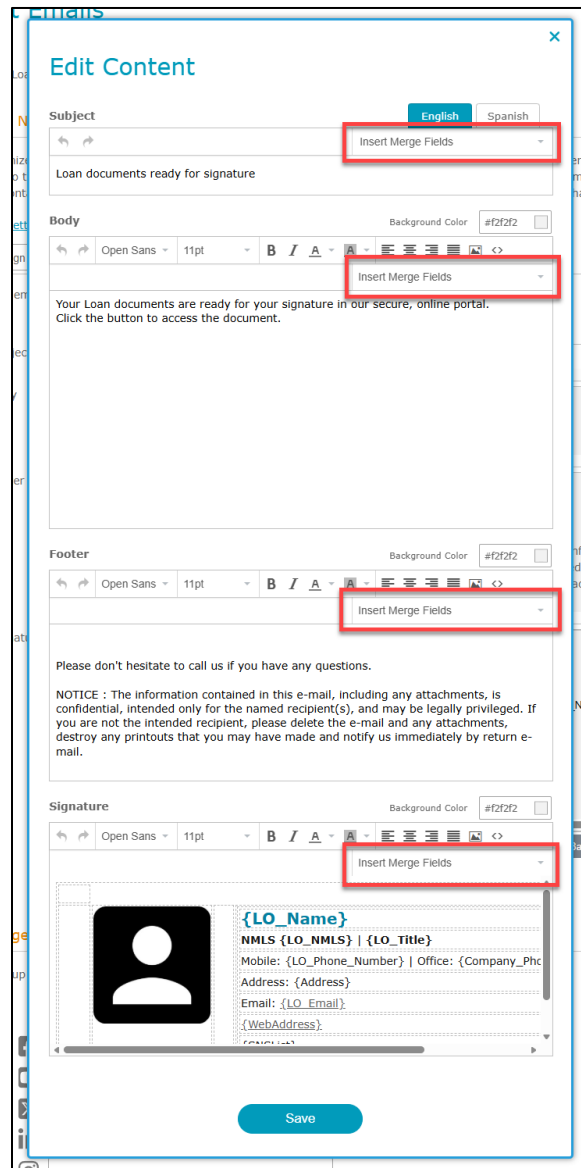 t Emails
×
Edit Content
Subject
English
Spanish
Insert Merge Fields
Loan documents ready for signature
Body
Background Color
#f2f2f2
Open Sans
11pt
B I A A
Insert Merge Fields
Your Loan documents are ready for your signature in our secure, online portal.
Click the button to access the document.
Footer
Background Color
#f2f2f2
Open Sans
11pt
B I A A
Insert Merge Fields
Please don't hesitate to call us if you have any questions.
NOTICE : The information contained in this e-mail, including any attachments, is
confidential, intended only for the named recipient(s), and may be legally privileged. If
you are not the intended recipient, please delete the e-mail and any attachments,
destroy any printouts that you may have made and notify us immediately by return e-
mail.
Signature
Background Color
#f2f2f2
Open Sans
11pt
B I A A
Insert Merge Fields
{LO_Name}
NMLS {LO_NMLS} | {LO_Title}
Mobile: {LO_Phone_Number} | Office: {Company_Pho
Address: {Address}
Email: {LO_Email}
{WebAddress}
Save